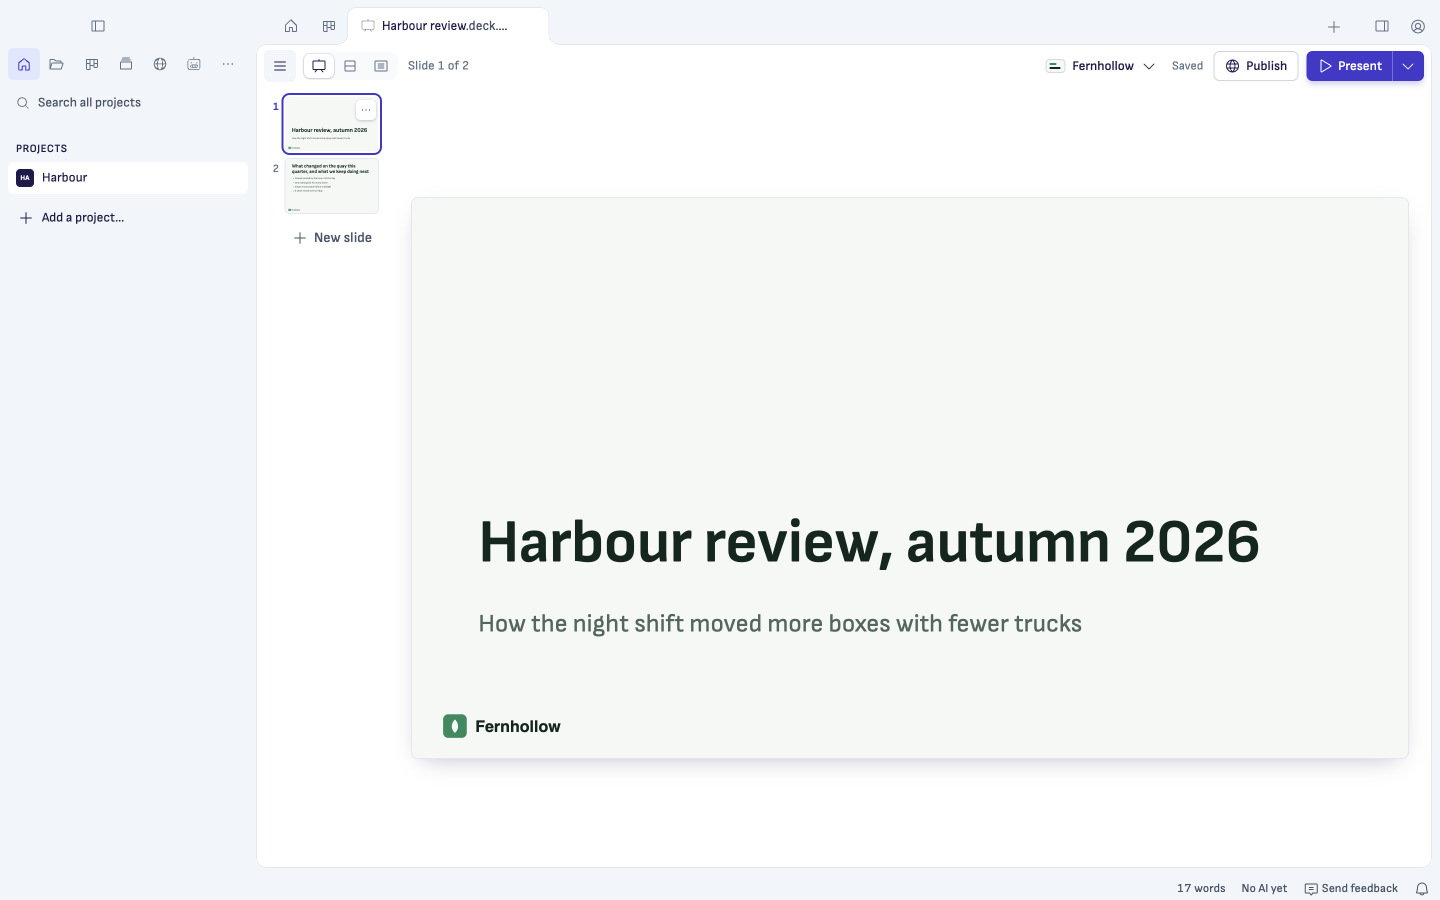 Harbour review.deck....
Slide 1 of 2
Fernhollow
Saved
Publish
Present
Search all projects
PROJECTS
HA
Harbour
Add a project...
1
Harbour review, autumn 2026
2
What changed on the quay this
quarter, and what we keep doing next
New slide
Harbour review, autumn 2026
How the night shift moved more boxes with fewer trucks
Fernhollow
17 words
No AI yet
Send feedback